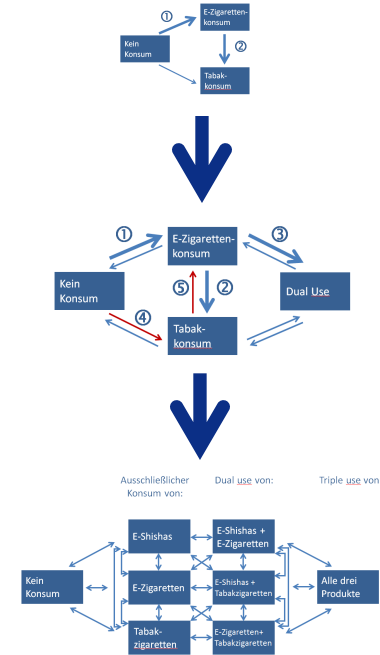 ①
E-Zigaretten-
konsum
Kein
Konsum
②
Tabak-
konsum
①
E-Zigaretten-
konsum
③
Kein
Konsum
⑤
②
Dual Use
④
Tabak-
konsum
Ausschließlicher
Konsum von:
Dual use von:
Triple use von
E-Shishas
E-Shishas +
E-Zigaretten
Kein
Konsum
E-Zigaretten
E-Shishas +
Tabakzigaretten
Alle drei
Produkte
Tabak-
zigaretten
E-Zigaretten+
Tabakzigaretten